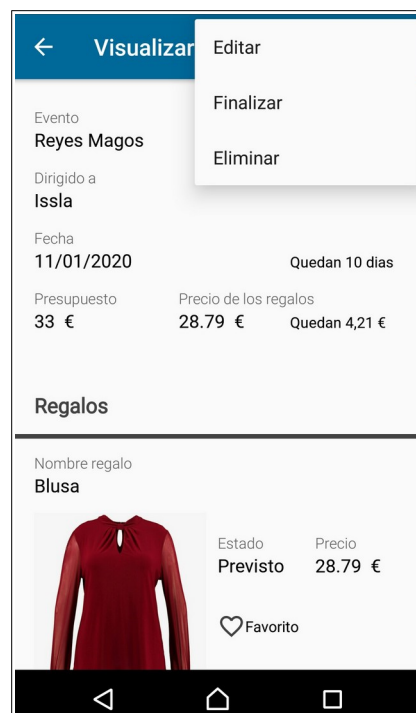 Visualizar
Editar
Finalizar
Eliminar
Evento
Reyes Magos
Dirigido a
Issla
Fecha
11/01/2020 Quedan 10 dias
Presupuesto Precio de los regalos
33 € 28.79 € Quedan 4,21 €
Regalos
Nombre regalo
Blusa
Estado Precio
Previsto 28.79 €
Favorito